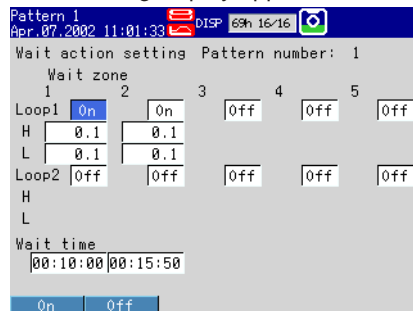 Pattern 1
Apr.07.2002 11:01:33 DISP 69h 16/16
Wait action setting Pattern number: 1
Wait zone
1 2 3 4 5
Loop1 On On Off Off Off
H 0.1 0.1
L 0.1 0.1
Loop2 Off Off Off Off Off
H
L
Wait time
00:10:00 00:15:50
On Off